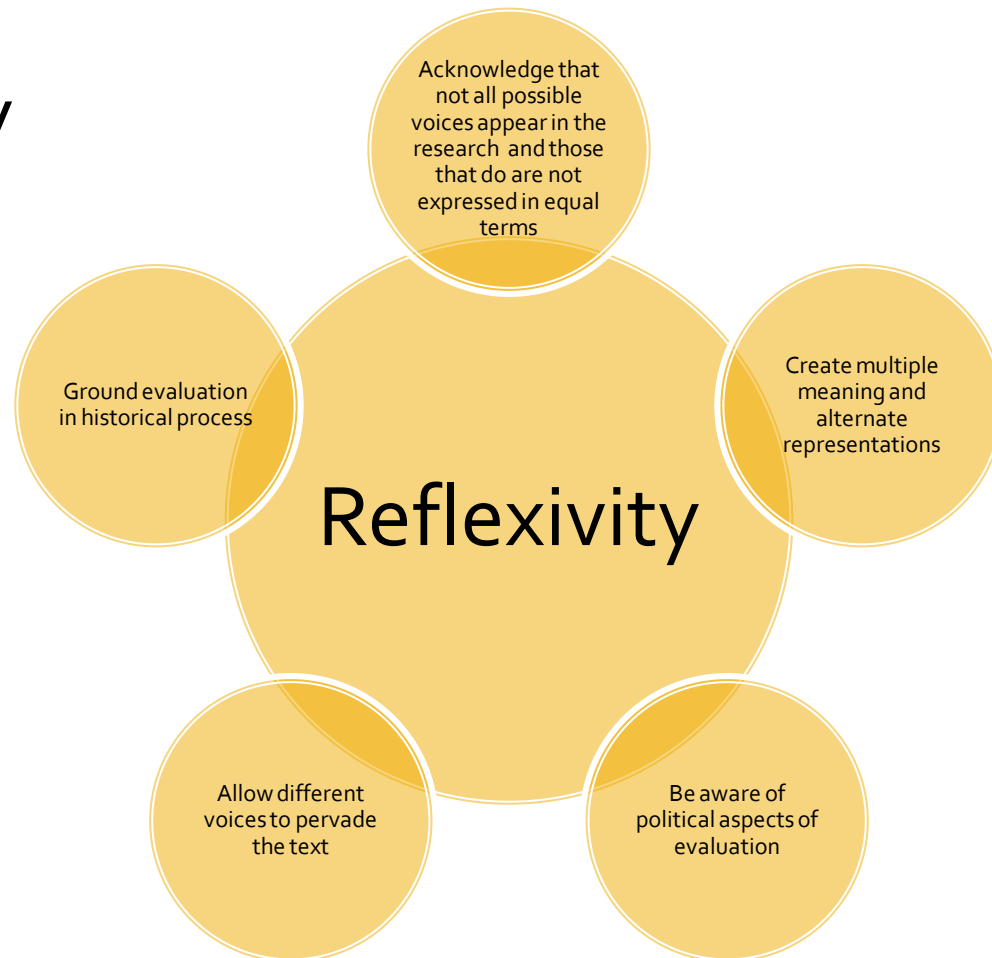 y
Acknowledge that
not all possible
voices appear in the
research and those
that do are not
expressed in equal
terms
Create multiple
meaning and
alternate
representations
Be aware of
political aspects of
evaluation
Allow different
voices to pervade
the text
Ground evaluation
in historical process
Reflexivity